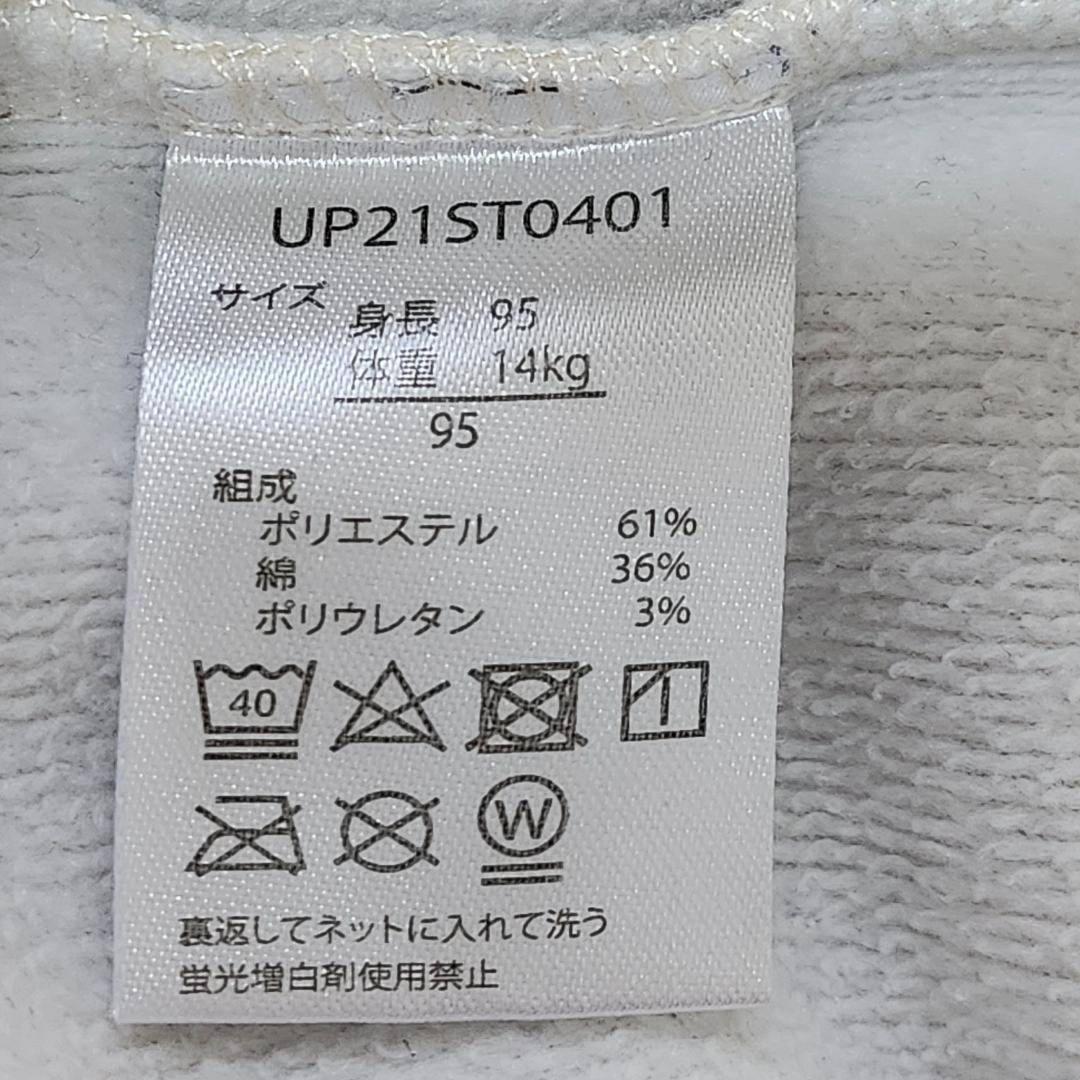 UP21ST0401
サイズ 身長 95
体重 14kg
95
組成
ポリエステル 61%
綿 36%
ポリウレタン 3%
40
W
裏返してネットに入れて洗う
蛍光増白剤使用禁止